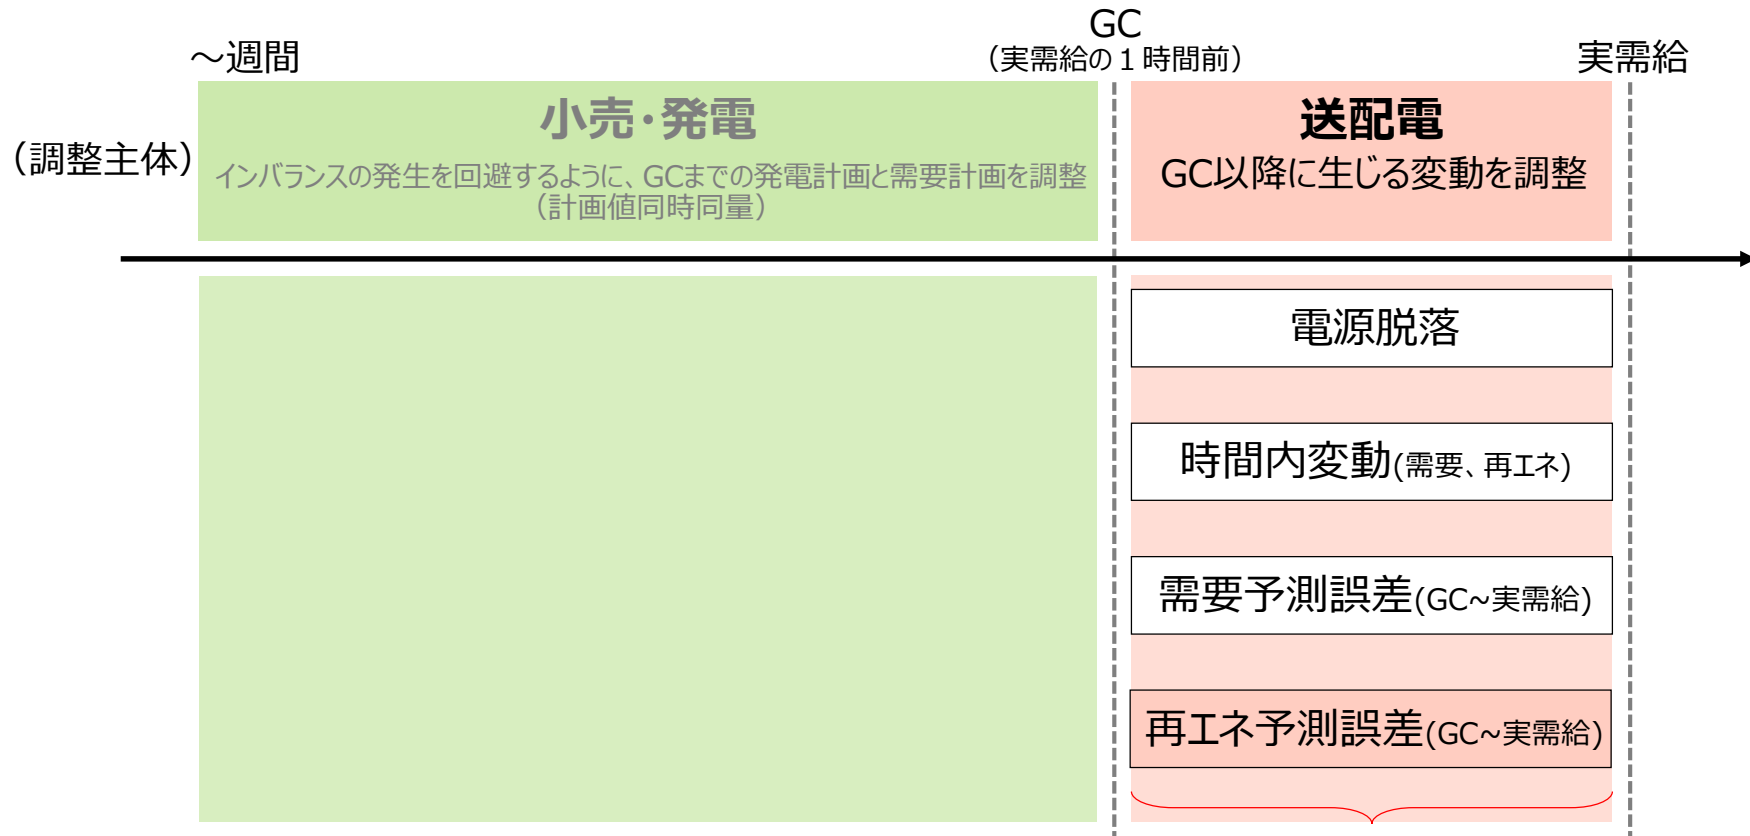 ～週間
GC
（実需給の１時間前）
実需給
（調整主体）
小売・発電
インバランスの発生を回避するように、GCまでの発電計画と需要計画を調整
（計画値同時同量）
送配電
GC以降に生じる変動を調整
電源脱落
時間内変動(需要、再エネ)
需要予測誤差(GC~実需給)
再エネ予測誤差(GC~実需給)